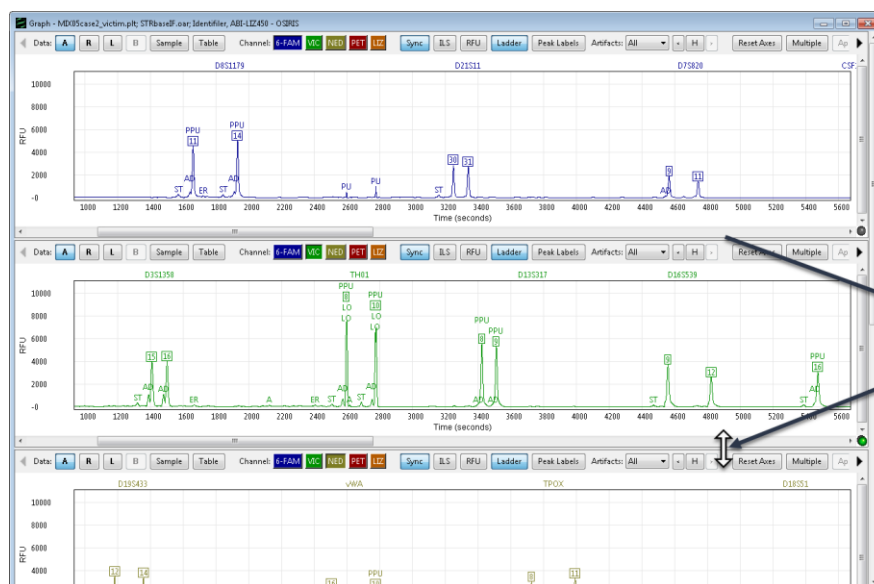 Graph - MIX05case2_victim.plt; STRbaseIF.oar; Identifiler, ABI-LIZ450 - OSIRIS
Data: A R L B Sample Table Channel: 6-FAM VIC NED PET LIZ Sync ILS RFU Ladder Peak Labels Artifacts: All H Reset Axes Multiple Ap
D8S1179 D21S11 D7S820 CSF
10000
8000
6000
4000
2000
-0
RFU
PPU PPU
11 14
30 31
9 11
ST AD ER ST AD PU PU ST AD
1000 1200 1400 1600 1800 2000 2200 2400 2600 2800 3000 3200 3400 3600 3800 4000 4200 4400 4600 4800 5000 5200 5400 5600
Time (seconds)
Data: A R L B Sample Table Channel: 6-FAM VIC NED PET LIZ Sync ILS RFU Ladder Peak Labels Artifacts: All H Reset Axes Multiple Ap
D3S1358 TH01 D13S317 D16S539
10000
8000
6000
4000
2000
-0
RFU
PPU PPU
8 10
LO LO
LO LO
PPU PPU
8 9
15 16
9 12
PPU
16
ST AD AD ER A ER ST AD A ST AD AD AD ST ST AD
1000 1200 1400 1600 1800 2000 2200 2400 2600 2800 3000 3200 3400 3600 3800 4000 4200 4400 4600 4800 5000 5200 5400 5600
Time (seconds)
Data: A R L B Sample Table Channel: 6-FAM VIC NED PET LIZ Sync ILS RFU Ladder Peak Labels Artifacts: All H Reset Axes Multiple Ap
D19S433 vWA TPOX D18S51
10000
8000
6000
4000
RFU
14
PPU
8 11